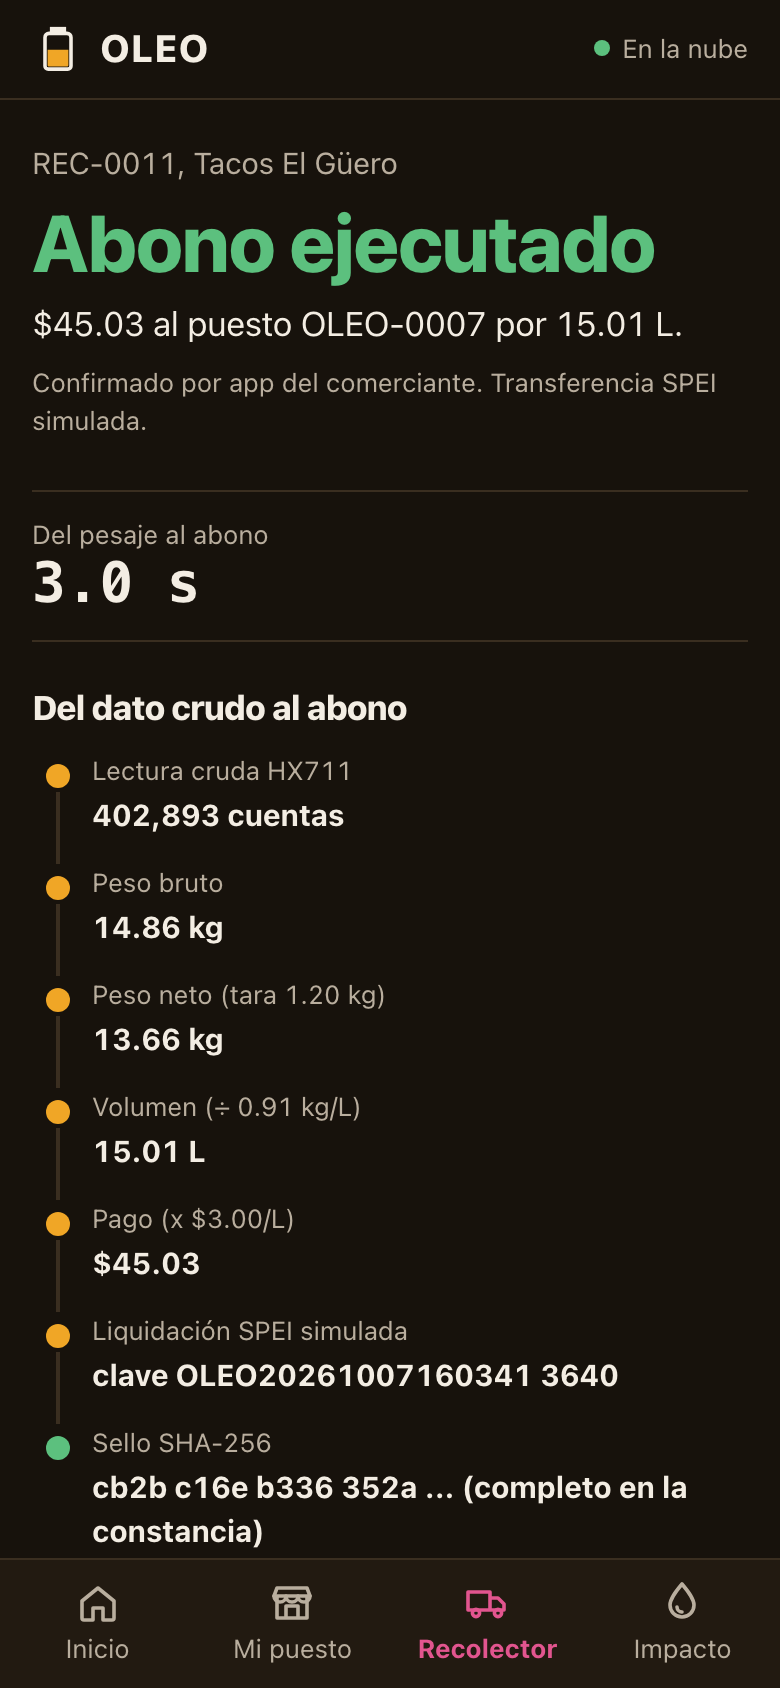 OLEO
En la nube
REC-0011, Tacos El Güero
Abono ejecutado
$45.03 al puesto OLEO-0007 por 15.01 L.
Confirmado por app del comerciante. Transferencia SPEI
simulada.
Del pesaje al abono
3.0 s
Del dato crudo al abono
Lectura cruda HX711
402,893 cuentas
Peso bruto
14.86 kg
Peso neto (tara 1.20 kg)
13.66 kg
Volumen (÷ 0.91 kg/L)
15.01 L
Pago (x $3.00/L)
$45.03
Liquidación SPEI simulada
clave OLEO20261007160341 3640
Sello SHA-256
cb2b c16e b336 352a ... (completo en la
constancia)
Inicio
Mi puesto
Recolector
Impacto